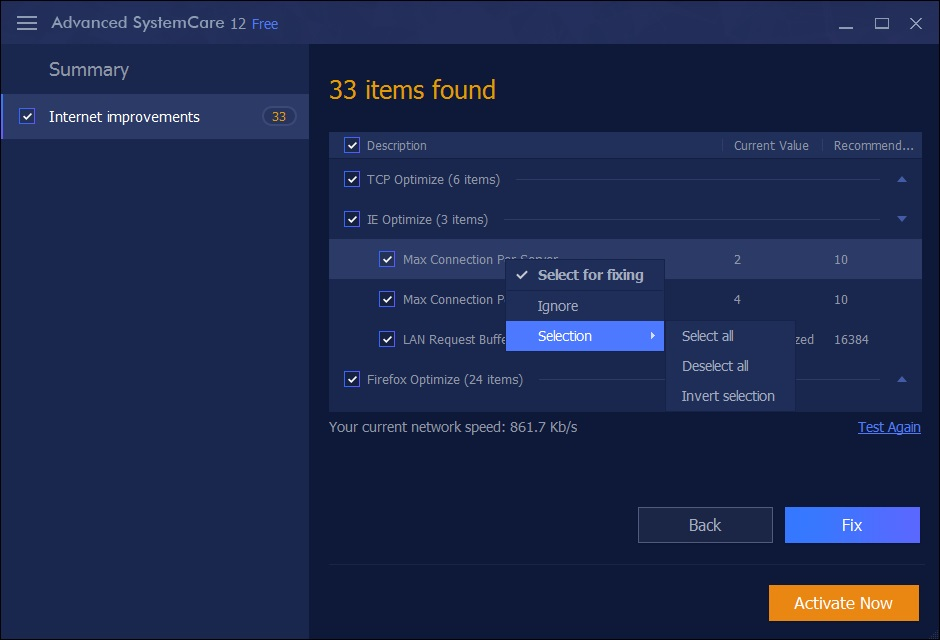 Advanced SystemCare 12 Free
Summary
Internet improvements 33
33 items found
Description Current Value Recommend...
TCP Optimize (6 items)
IE Optimize (3 items)
Max Connection Per Server 2 10
Select for fixing
Max Connection 4 10
Ignore
LAN Request Buffe zed 16384
Selection
Select all
Deselect all
Invert selection
Firefox Optimize (24 items)
Your current network speed: 861.7 Kb/s Test Again
Back Fix
Activate Now